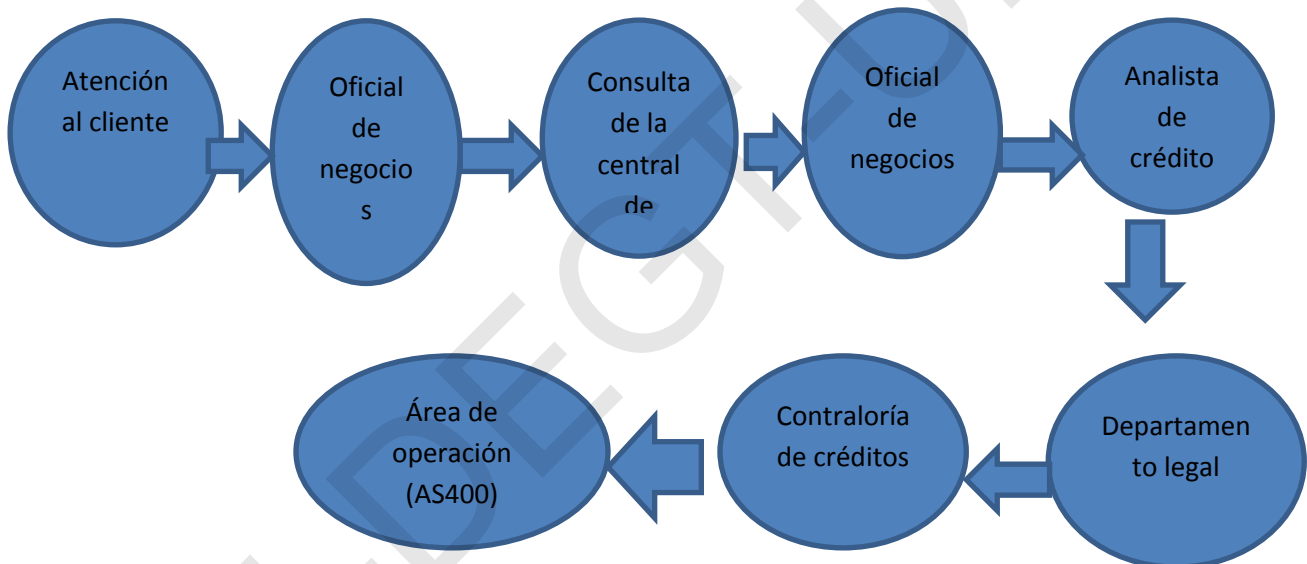 Atención
al cliente
Oficial
de
negocio
s
Consulta
de la
central
de
Oficial
de
negocios
Analista
de
crédito
Área de
operación
(AS400)
Contraloría
de créditos
Departamen
to legal